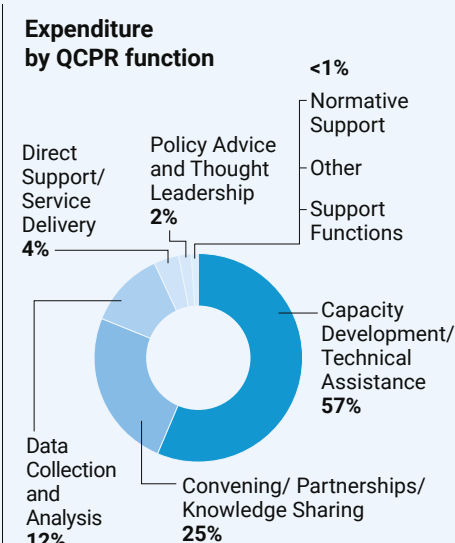 Expenditure
by QCPR function
<1%
Normative
Support
Other
Support
Functions
Policy Advice
and Thought
Leadership
2%
Direct
Support/
Service
Delivery
4%
Capacity
Development/
Technical
Assistance
57%
Data
Collection
and
Analysis
12%
Convening/ Partnerships/
Knowledge Sharing
25%